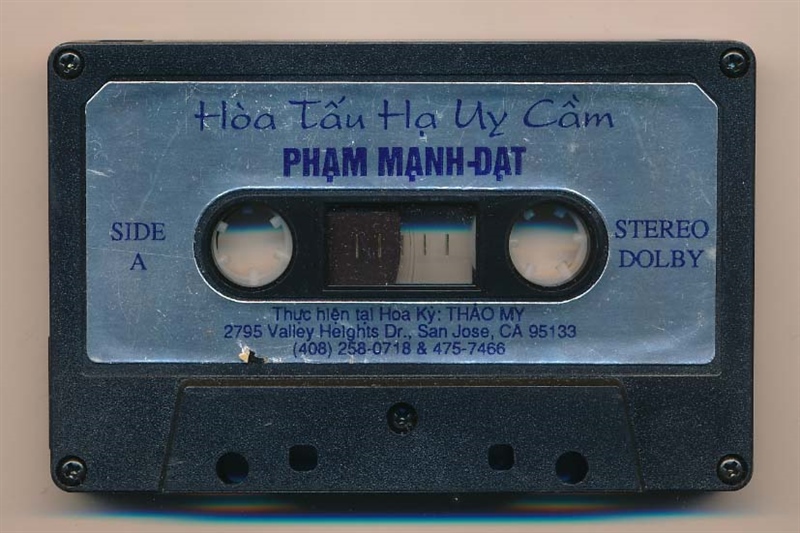 Hòa Tấu Hạ Uy Cầm
PHẠM MẠNH-ĐẠT
SIDE
A
STEREO
DOLBY
Thực hiện tại Hoa Kỳ: THẢO MY
2795 Valley Heights Dr., San Jose, CA 95133
(408) 258-0718 & 475-7466